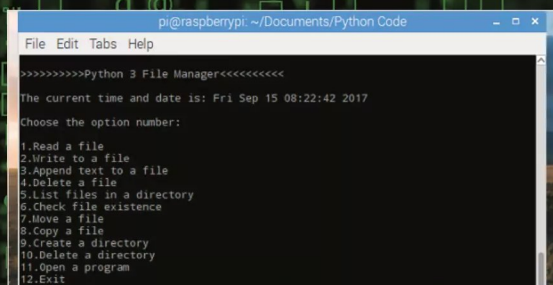 pi@raspberrypi: ~/Documents/Python Code
File Edit Tabs Help
>>>>>>>>>>Python 3 File Manager<<<<<<<<<<
The current time and date is: Fri Sep 15 08:22:42 2017
Choose the option number:
1.Read a file
2.Write to a file
3.Append text to a file
4.Delete a file
5.List files in a directory
6.Check file existence
7.Move a file
8.Copy a file
9.Create a directory
10.Delete a directory
11.Open a program
12.Exit